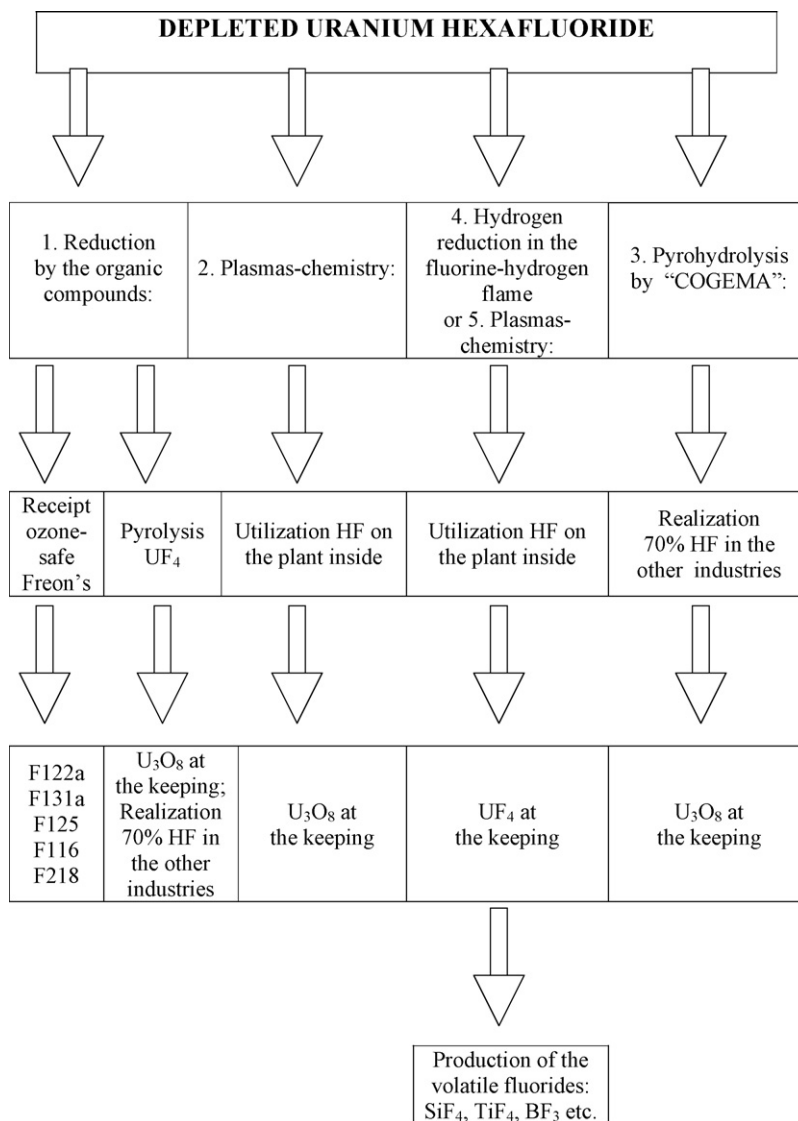 DEPLETED URANIUM HEXAFLUORIDE
1. Reduction
by the organic
compounds:
2. Plasmas-chemistry:
4. Hydrogen
reduction in the
fluorine-hydrogen
flame
or 5. Plasmas-
chemistry:
3. Pyrohydrolysis
by “COGEMA”:
Receipt
ozone-
safe
Freon’s
Pyrolysis
UF₄
Utilization HF on
the plant inside
Utilization HF on
the plant inside
Realization
70% HF in the
other industries
F122a
F131a
F125
F116
F218
U₃O₈ at
the keeping;
Realization
70% HF in
the other
industries
U₃O₈ at
the keeping
UF₄ at
the keeping
U₃O₈ at
the keeping
Production of the
volatile fluorides:
SiF₄, TiF₄, BF₃ etc.